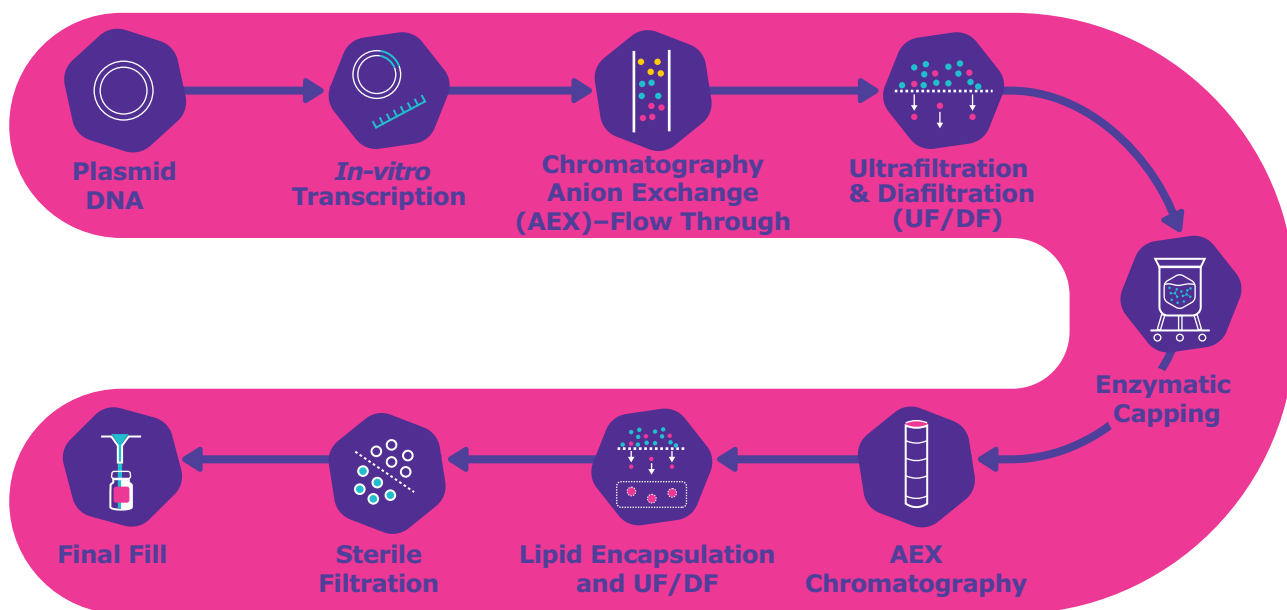 Plasmid
DNA
In-vitro
Transcription
Chromatography
Anion Exchange
(AEX)–Flow Through
Ultrafiltration
& Diafiltration
(UF/DF)
Enzymatic
Capping
AEX
Chromatography
Lipid Encapsulation
and UF/DF
Sterile
Filtration
Final Fill